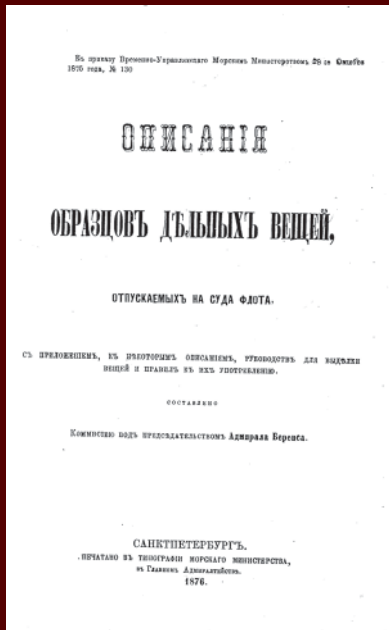 Къ приказу Временно-Управляющаго Морскимъ Министерствомъ 28-го Октября
1875 года, № 130
ОПИСАНІЯ
ОБРАЗЦОВЪ ДѢЛЬНЫХЪ ВЕЩЕЙ,
ОТПУСКАЕМЫХЪ НА СУДА ФЛОТА.
СЪ ПРИЛОЖЕНІЕМЪ, КЪ НѢКОТОРЫМЪ ОПИСАНІЯМЪ, РУКОВОДСТВЪ ДЛЯ ВЫДѢЛКИ
ВЕЩЕЙ И ПРАВИЛЪ КЪ ИХЪ УПОТРЕБЛЕНІЮ.
СОСТАВЛЕНО
Коммисіею подъ предсѣдательствомъ Адмирала Беренса.
САНКТПЕТЕРБУРГЪ.
ПЕЧАТАНО ВЪ ТИПОГРАФІИ МОРСКАГО МИНИСТЕРСТВА,
въ Главномъ Адмиралтействѣ.
1876.